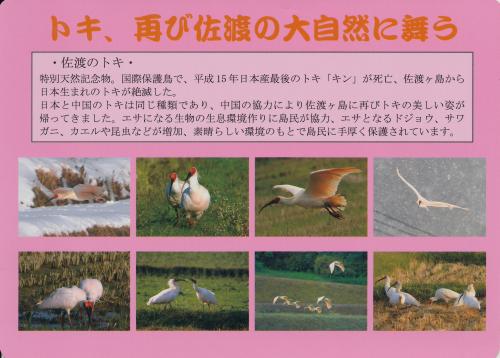 トキ、再び佐渡の大自然に舞う
・佐渡のトキ・
特別天然記念物。国際保護鳥で、平成15年日本産最後のトキ「キン」が死亡、佐渡ヶ島から
日本生まれのトキが絶滅した。
日本と中国のトキは同じ種類であり、中国の協力により佐渡ヶ島に再びトキの美しい姿が
帰ってきました。エサになる生物の生息環境作りに島民が協力、エサとなるドジョウ、サワ
ガニ、カエルや昆虫などが増加、素晴らしい環境のもとで島民に手厚く保護されています。